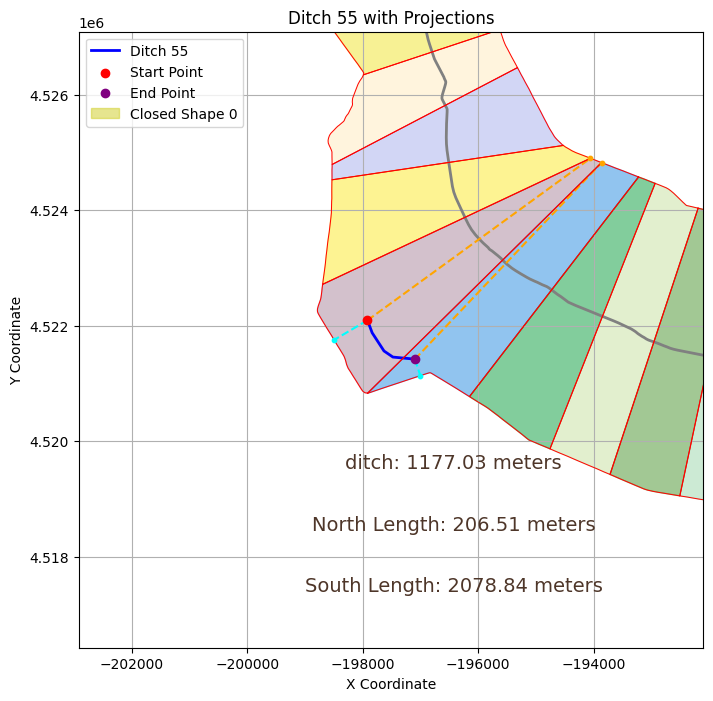 Ditch 55 with Projections
1e6
Ditch 55
Start Point
End Point
Closed Shape 0
4.526
4.524
4.522
4.520
4.518
Y Coordinate
ditch: 1177.03 meters
North Length: 206.51 meters
South Length: 2078.84 meters
−202000
−200000
−198000
−196000
−194000
X Coordinate